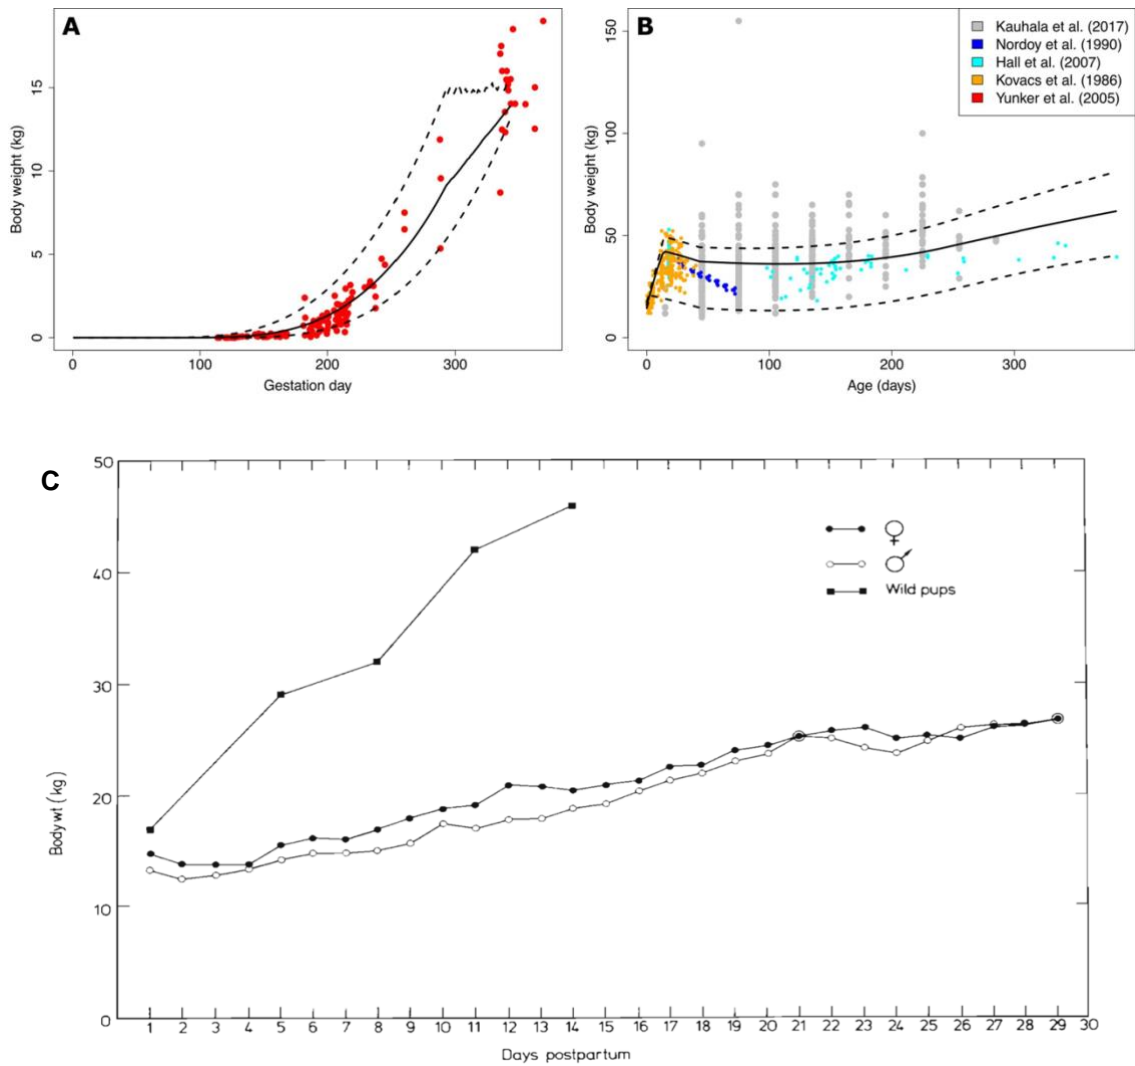 A
Body weight (kg)
15
10
5
0
0 100 200 300
Gestation day
B
Body weight (kg)
150
100
50
0
0 100 200 300
Age (days)
Kauhala et al. (2017)
Nordoy et al. (1990)
Hall et al. (2007)
Kovacs et al. (1986)
Yunker et al. (2005)
C
50
40
30
20
10
0
Body wt (kg)
♀
♂
Wild pups
1 2 3 4 5 6 7 8 9 10 11 12 13 14 15 16 17 18 19 20 21 22 23 24 25 26 27 28 29 30
Days postpartum